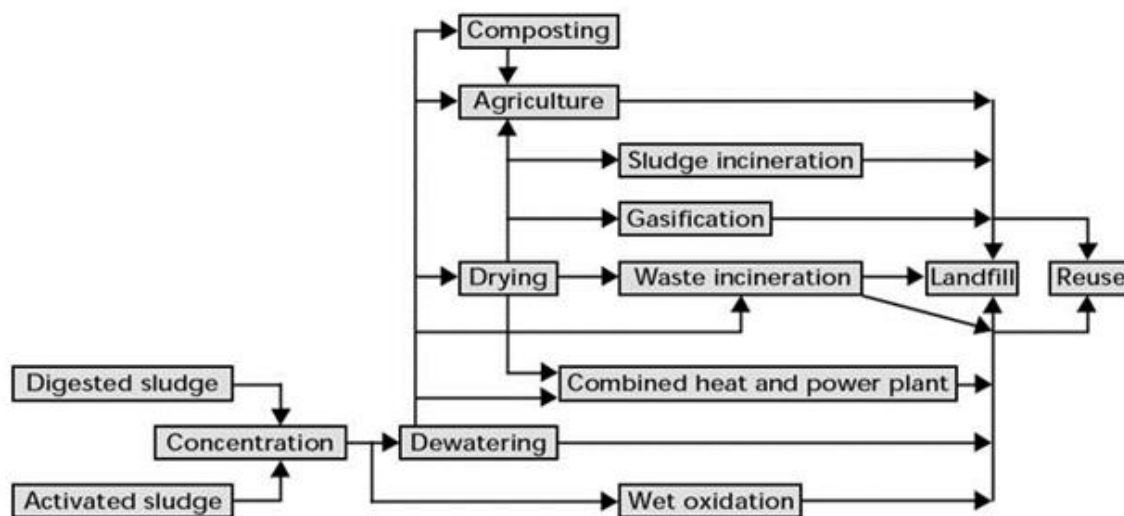 Composting
Agriculture
Sludge incineration
Gasification
Drying
Waste incineration
Landfill
Reuse
Digested sludge
Combined heat and power plant
Concentration
Dewatering
Activated sludge
Wet oxidation